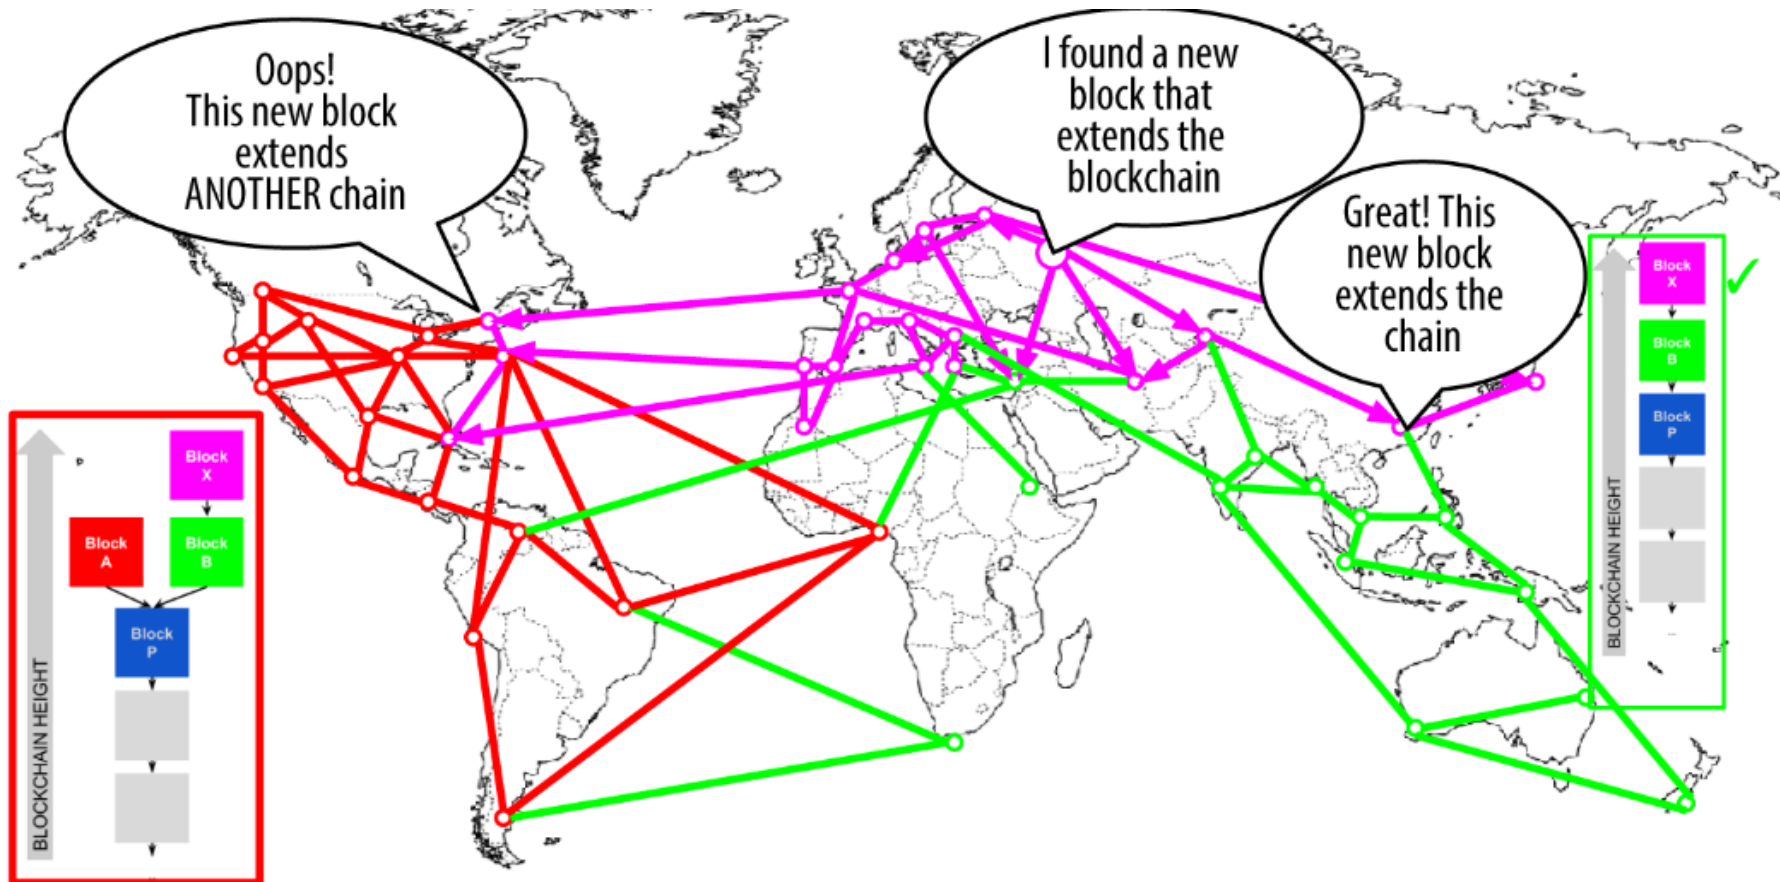 Oops!
This new block
extends
ANOTHER chain
I found a new
block that
extends the
blockchain
Great! This
new block
extends the
chain
BLOCKCHAIN HEIGHT
Block
X
Block
A
Block
B
Block
P
BLOCKCHAIN HEIGHT
Block
X
Block
B
Block
P